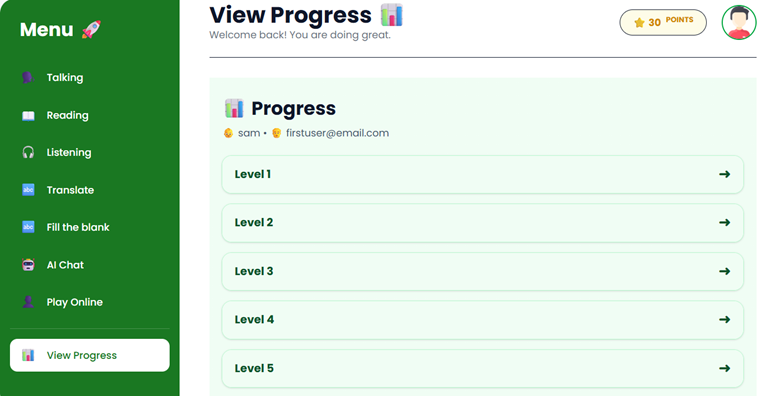 Menu 🚀
Talking
Reading
Listening
abc Translate
abc Fill the blank
AI Chat
Play Online
View Progress
View Progress
Welcome back! You are doing great.
30 POINTS
Progress
sam • firstuser@email.com
Level 1 →
Level 2 →
Level 3 →
Level 4 →
Level 5 →